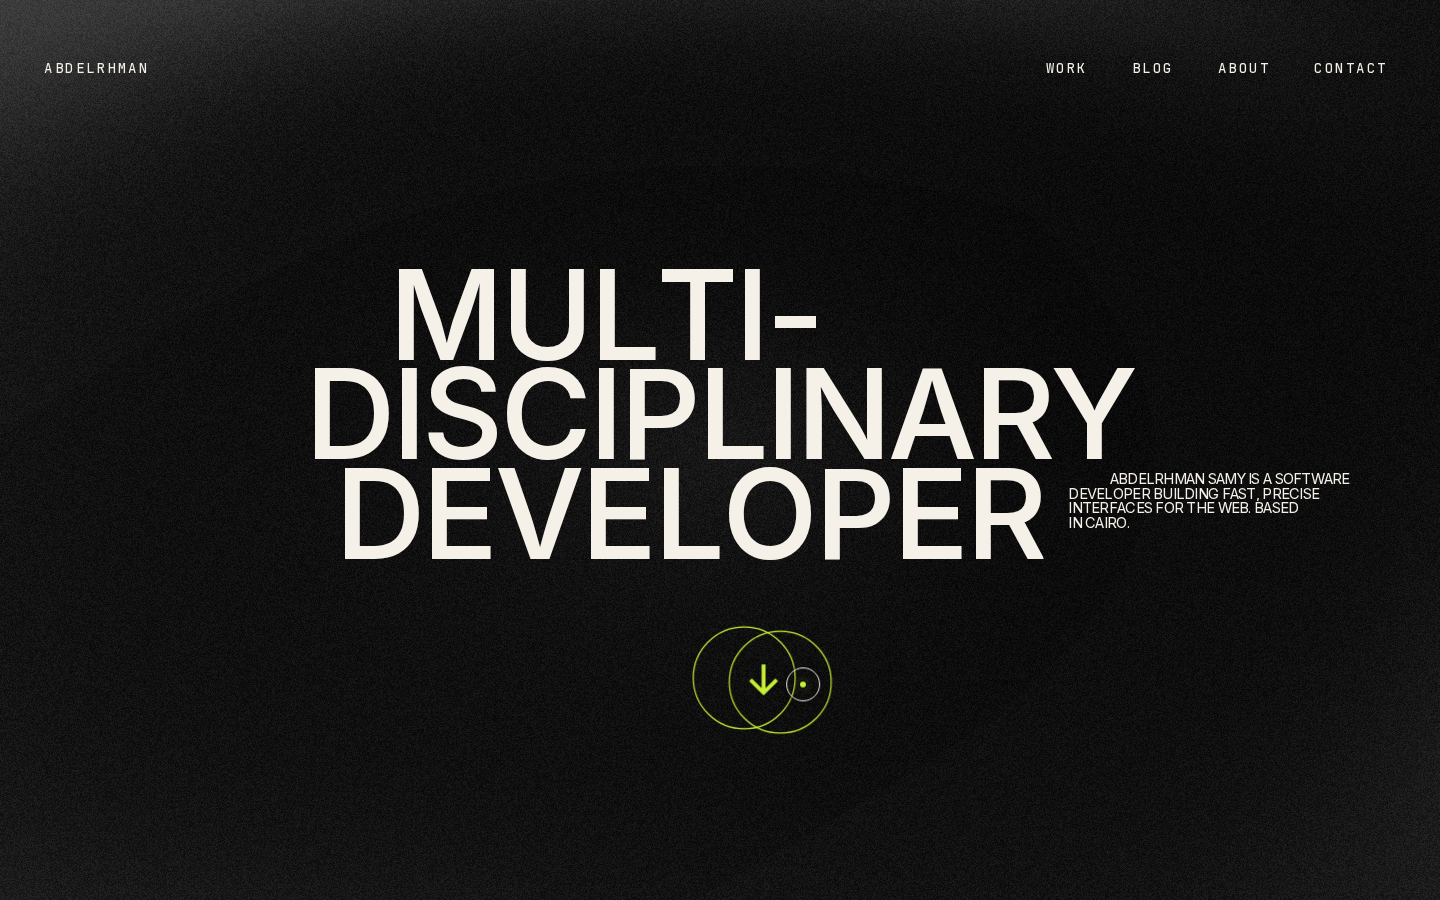 ABDELRHMAN
WORK
BLOG
ABOUT
CONTACT
MULTI-
DISCIPLINARY
DEVELOPER
ABDELRHMAN SAMY IS A SOFTWARE
DEVELOPER BUILDING FAST, PRECISE
INTERFACES FOR THE WEB. BASED
IN CAIRO.